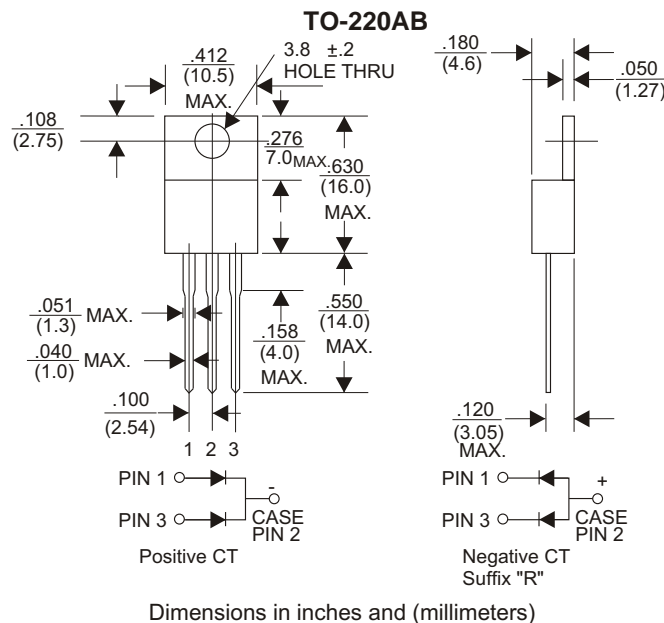 TO-220AB
.412
(10.5)
MAX.
3.8 ±.2
HOLE THRU
.180
(4.6)
.050
(1.27)
.108
(2.75)
.276
7.0MAX.
.630
(16.0)
MAX.
.051
(1.3) MAX.
.040
(1.0) MAX.
.158
(4.0)
MAX.
.550
(14.0)
MAX.
.100
(2.54)
.120
(3.05)
MAX.
1 2 3
PIN 1
-
PIN 3
CASE
PIN 2
Positive CT
PIN 1
+
PIN 3
CASE
PIN 2
Negative CT
Suffix "R"
Dimensions in inches and (millimeters)